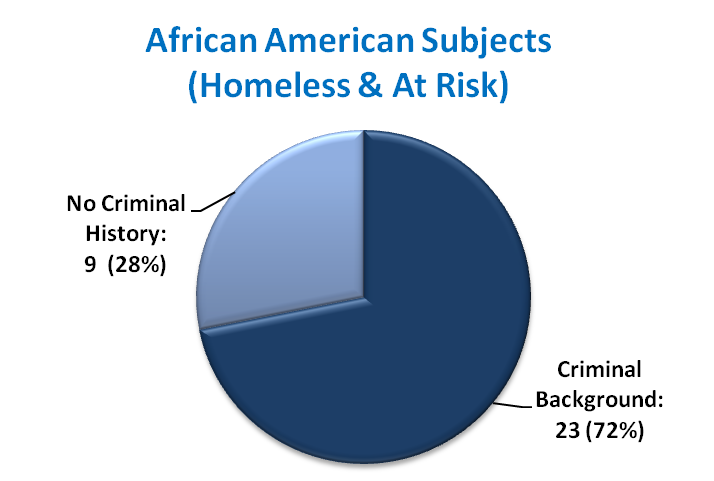 African American Subjects
(Homeless & At Risk)
No Criminal
History:
9  (28%)
Criminal
Background:
23 (72%)